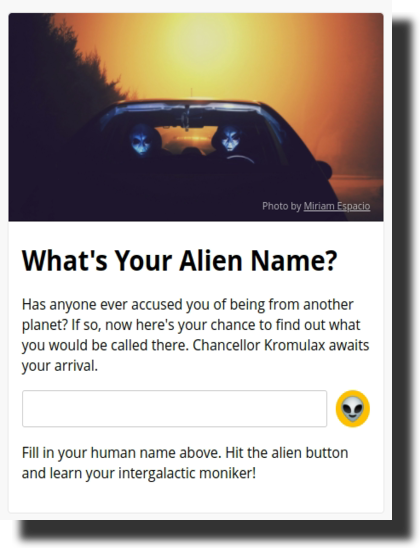 Photo by Miriam Espacio
What's Your Alien Name?
Has anyone ever accused you of being from another
planet? If so, now here's your chance to find out what
you would be called there. Chancellor Kromulax awaits
your arrival.
Fill in your human name above. Hit the alien button
and learn your intergalactic moniker!